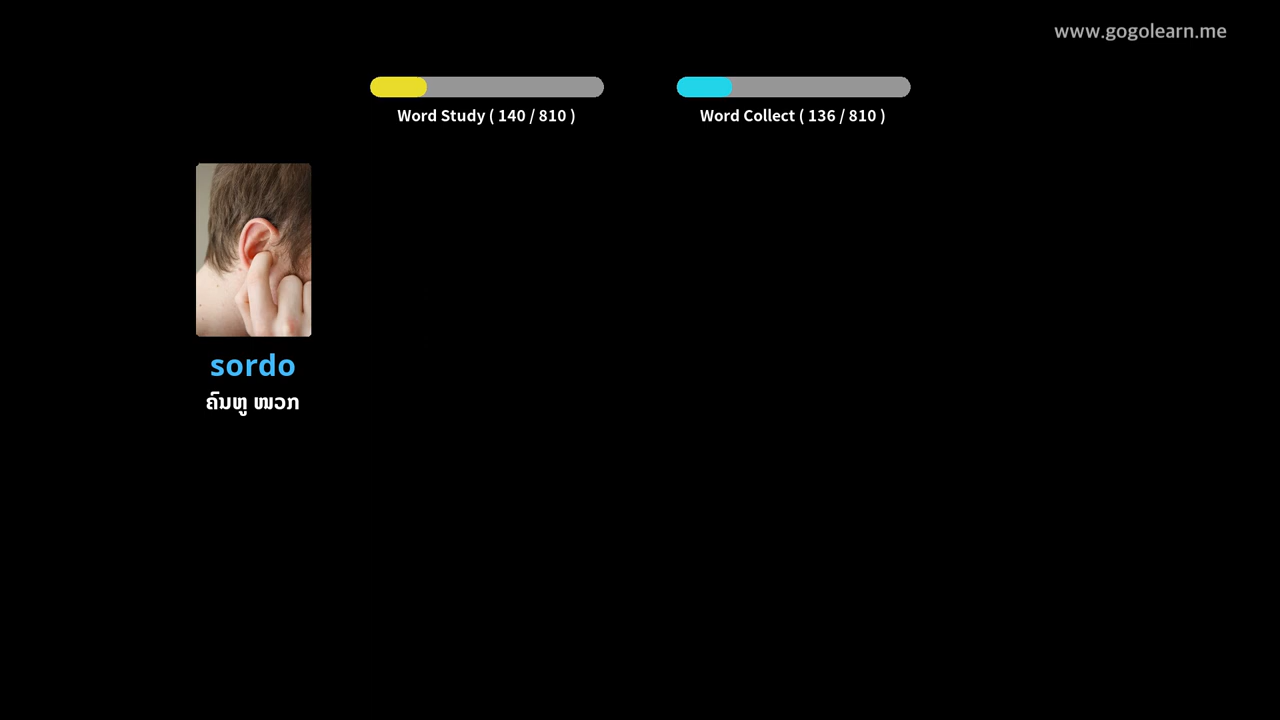 www.gogolearn.me
Word Study ( 140 / 810 )
Word Collect ( 136 / 810 )
sordo
ຄົນຫູ ໜວກ